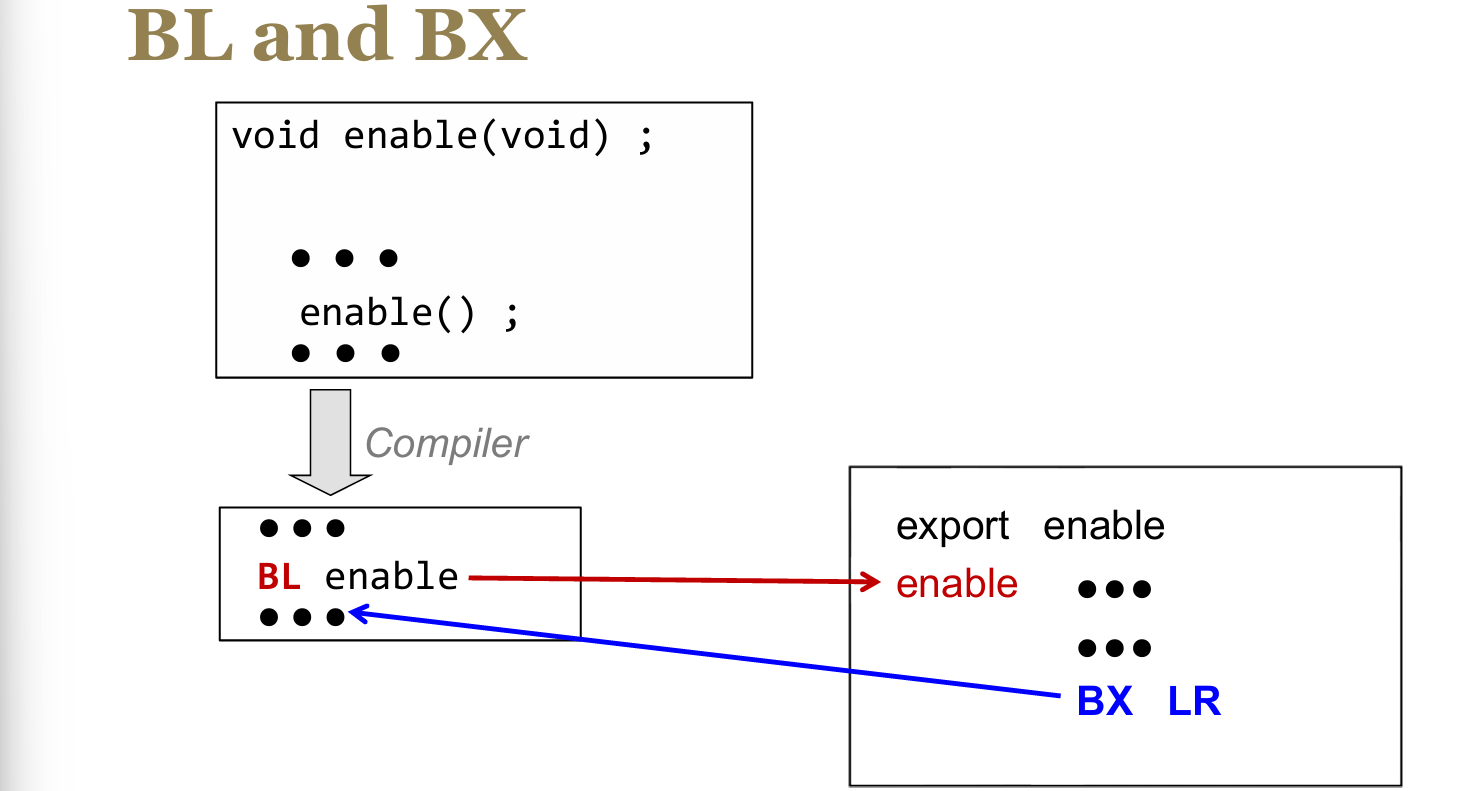 BL and BX
void enable(void) ;
● ● ●
enable() ;
● ● ●
Compiler
●●●
BL enable
●●●
export enable
enable ●●●
●●●
BX LR